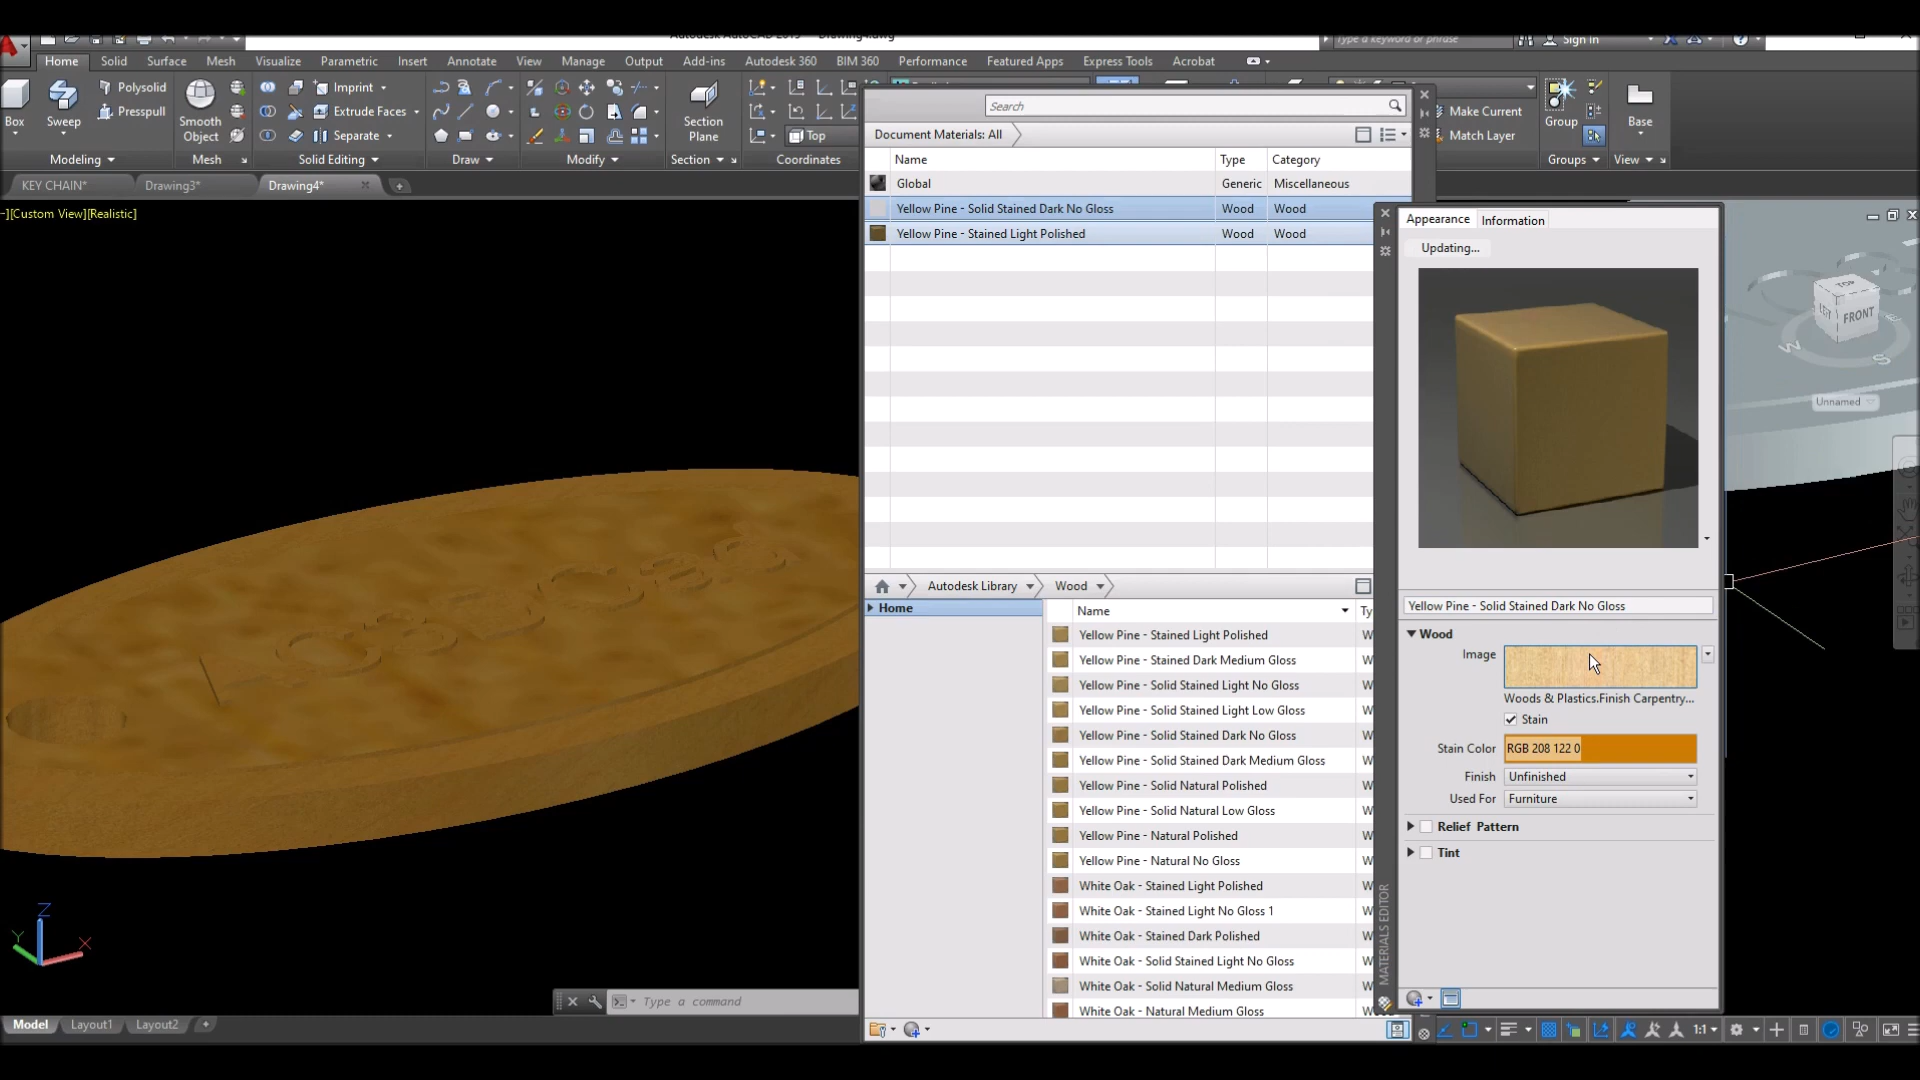 Autodesk AutoCAD 2019 Drawing4.dwg
Type a keyword or phrase
Sign In
Home Solid Surface Mesh Visualize Parametric Insert Annotate View Manage Output Add-ins Autodesk 360 BIM 360 Performance Featured Apps Express Tools Acrobat
Box
Sweep
Polysolid
Presspull
Smooth
Object
Imprint
Extrude Faces
Separate
Section
Plane
Top
Make Current
Match Layer
Group
Base
Modeling
Mesh
Solid Editing
Draw
Modify
Section
Coordinates
Groups
View
KEY CHAIN*
Drawing3*
Drawing4*
][Custom View][Realistic]
Search
Document Materials: All
Name Type Category
Global Generic Miscellaneous
Yellow Pine - Solid Stained Dark No Gloss Wood Wood
Yellow Pine - Stained Light Polished Wood Wood
Autodesk Library
Wood
Home
Name Ty
Yellow Pine - Stained Light Polished W
Yellow Pine - Stained Dark Medium Gloss W
Yellow Pine - Solid Stained Light No Gloss W
Yellow Pine - Solid Stained Light Low Gloss W
Yellow Pine - Solid Stained Dark No Gloss W
Yellow Pine - Solid Stained Dark Medium Gloss W
Yellow Pine - Solid Natural Polished W
Yellow Pine - Solid Natural Low Gloss W
Yellow Pine - Natural Polished W
Yellow Pine - Natural No Gloss W
White Oak - Stained Light Polished W
White Oak - Stained Light No Gloss 1 W
White Oak - Stained Dark Polished W
White Oak - Solid Stained Light No Gloss W
White Oak - Solid Natural Medium Gloss W
White Oak - Natural Medium Gloss
Appearance
Information
Updating...
Yellow Pine - Solid Stained Dark No Gloss
Wood
Image
Woods & Plastics.Finish Carpentry...
Stain
Stain Color RGB 208 122 0
Finish Unfinished
Used For Furniture
Relief Pattern
Tint
MATERIALS EDITOR
TOP
FRONT
W
S
Unnamed
Z
Y
X
Type a command
Model
Layout1
Layout2
1:1